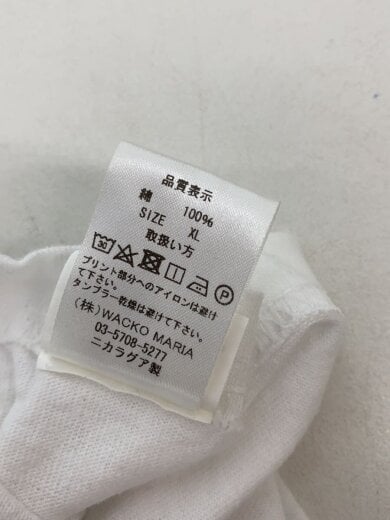 品質表示
綿 100%
SIZE XL
取扱い方
30 P
プリント部分へのアイロンは避け
て下さい。
タンブラー乾燥は避けて下さい。
(株)WACKO MARIA
03-5708-5277
ニカラグア製